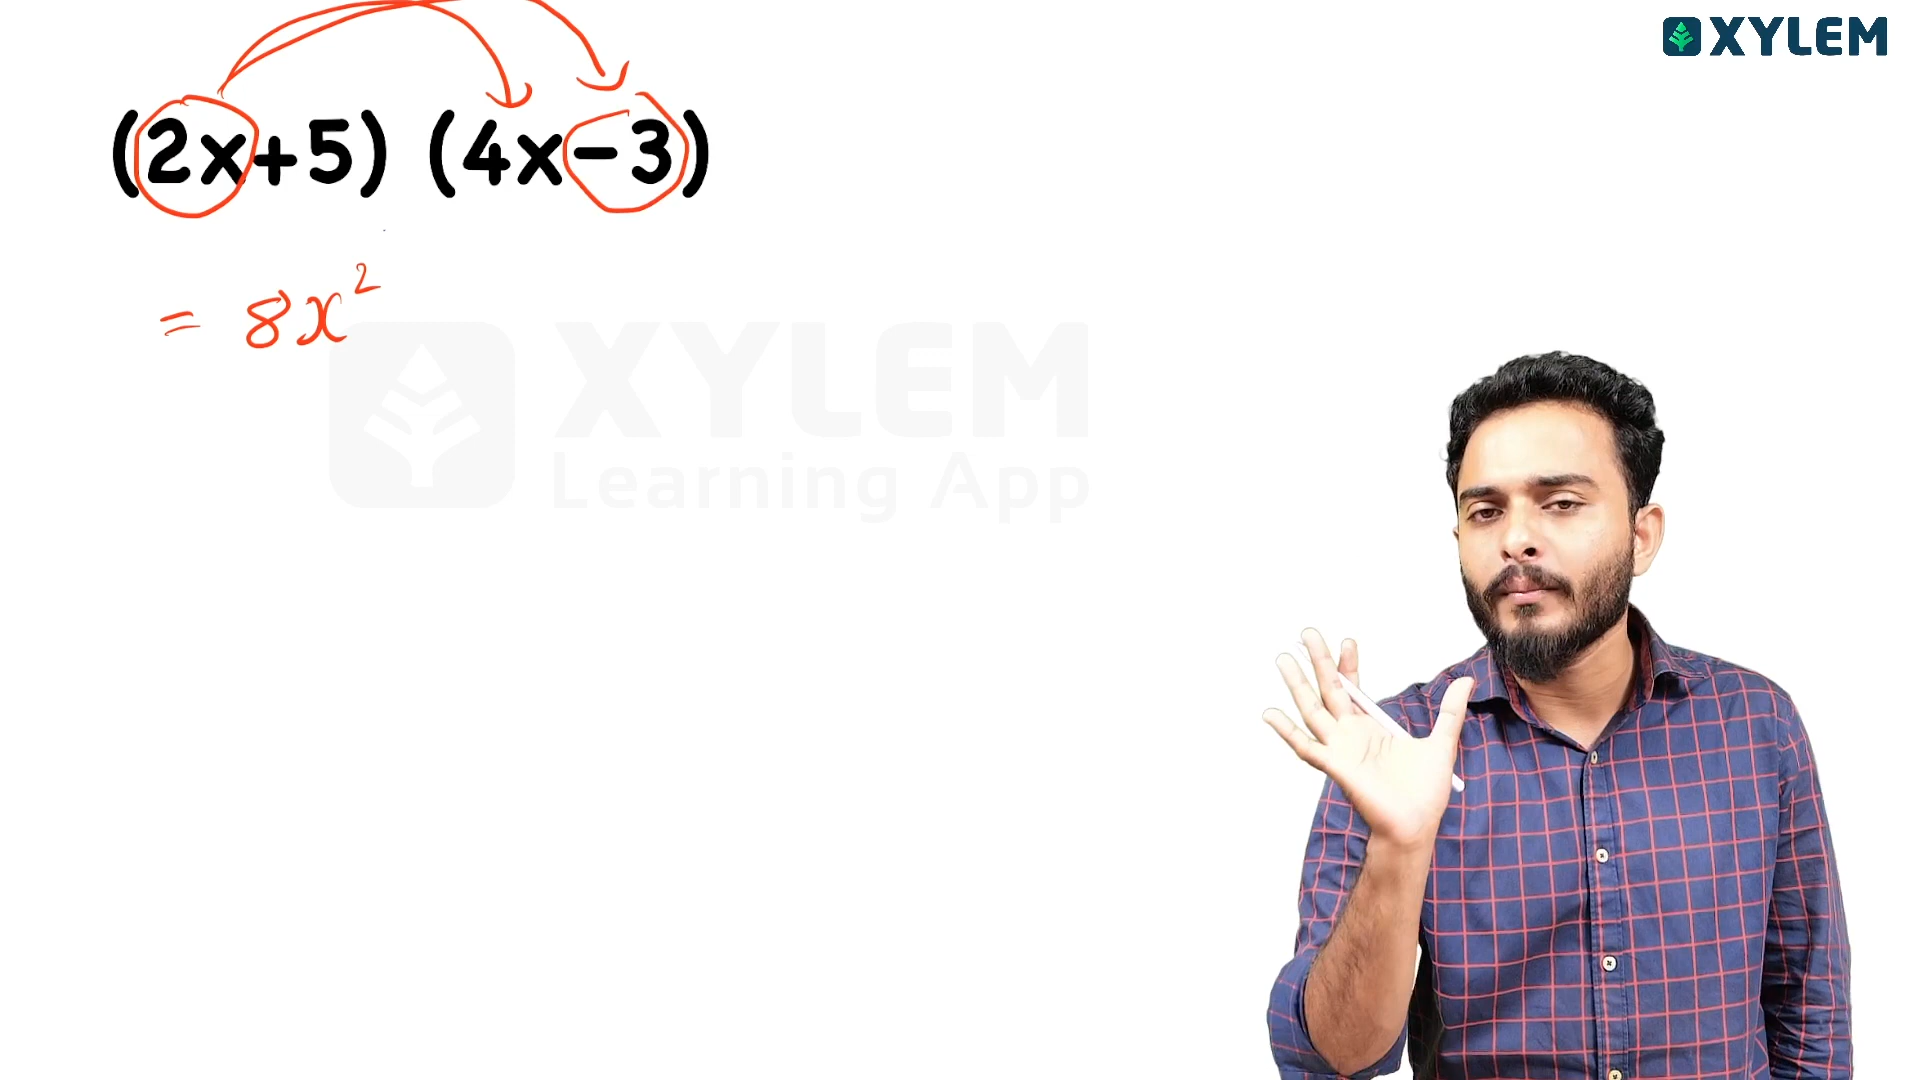 XYLEM
(2x+5) (4x-3)
= 8x²
XYLEM
Learning App